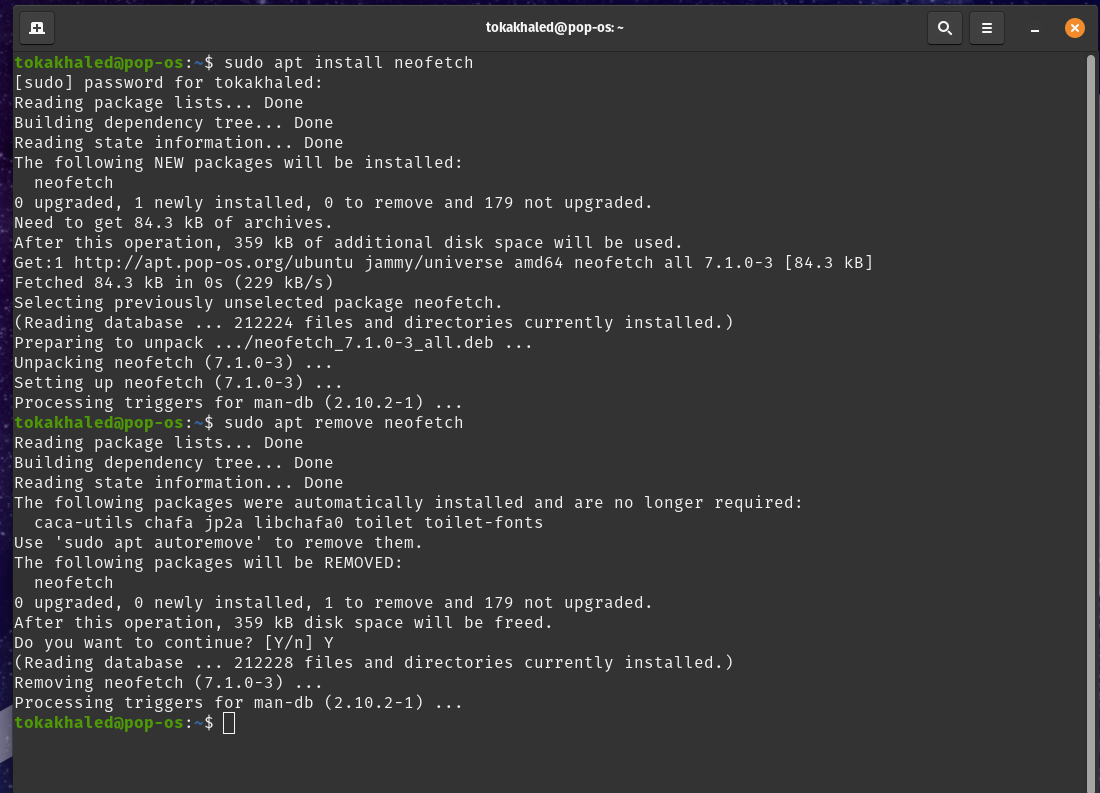 tokakhaled@pop-os: ~
tokakhaled@pop-os:~$ sudo apt install neofetch
[sudo] password for tokakhaled:
Reading package lists... Done
Building dependency tree... Done
Reading state information... Done
The following NEW packages will be installed:
  neofetch
0 upgraded, 1 newly installed, 0 to remove and 179 not upgraded.
Need to get 84.3 kB of archives.
After this operation, 359 kB of additional disk space will be used.
Get:1 http://apt.pop-os.org/ubuntu jammy/universe amd64 neofetch all 7.1.0-3 [84.3 kB]
Fetched 84.3 kB in 0s (229 kB/s)
Selecting previously unselected package neofetch.
(Reading database ... 212224 files and directories currently installed.)
Preparing to unpack .../neofetch_7.1.0-3_all.deb ...
Unpacking neofetch (7.1.0-3) ...
Setting up neofetch (7.1.0-3) ...
Processing triggers for man-db (2.10.2-1) ...
tokakhaled@pop-os:~$ sudo apt remove neofetch
Reading package lists... Done
Building dependency tree... Done
Reading state information... Done
The following packages were automatically installed and are no longer required:
  caca-utils chafa jp2a libchafa0 toilet toilet-fonts
Use 'sudo apt autoremove' to remove them.
The following packages will be REMOVED:
  neofetch
0 upgraded, 0 newly installed, 1 to remove and 179 not upgraded.
After this operation, 359 kB disk space will be freed.
Do you want to continue? [Y/n] Y
(Reading database ... 212228 files and directories currently installed.)
Removing neofetch (7.1.0-3) ...
Processing triggers for man-db (2.10.2-1) ...
tokakhaled@pop-os:~$